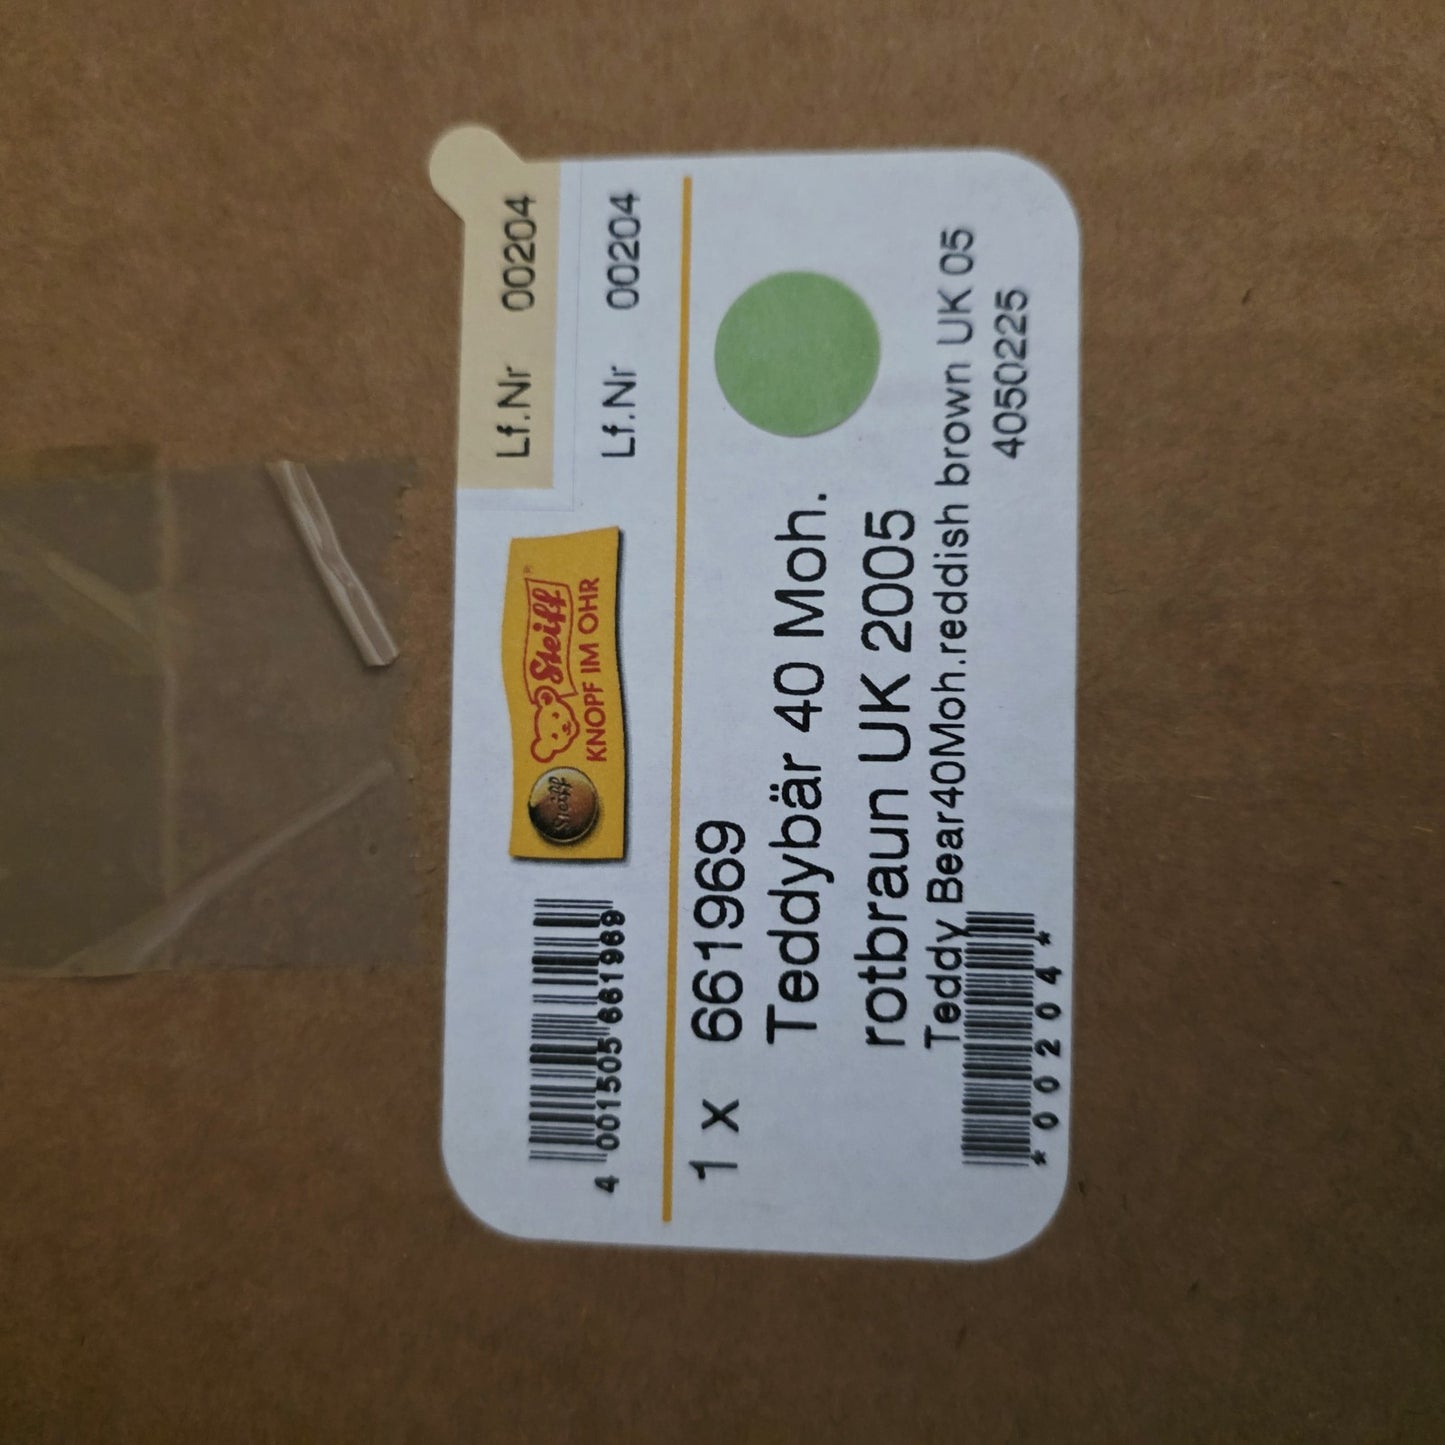 Lf.Nr 00204
Lf.Nr 00204
Steiff
Steiff®
KNOPF IM OHR
4 001505 661969
1 x 661969
Teddybär 40 Moh.
rotbraun UK 2005
Teddy Bear40Moh.reddish brown UK 05
4050225
*00204*